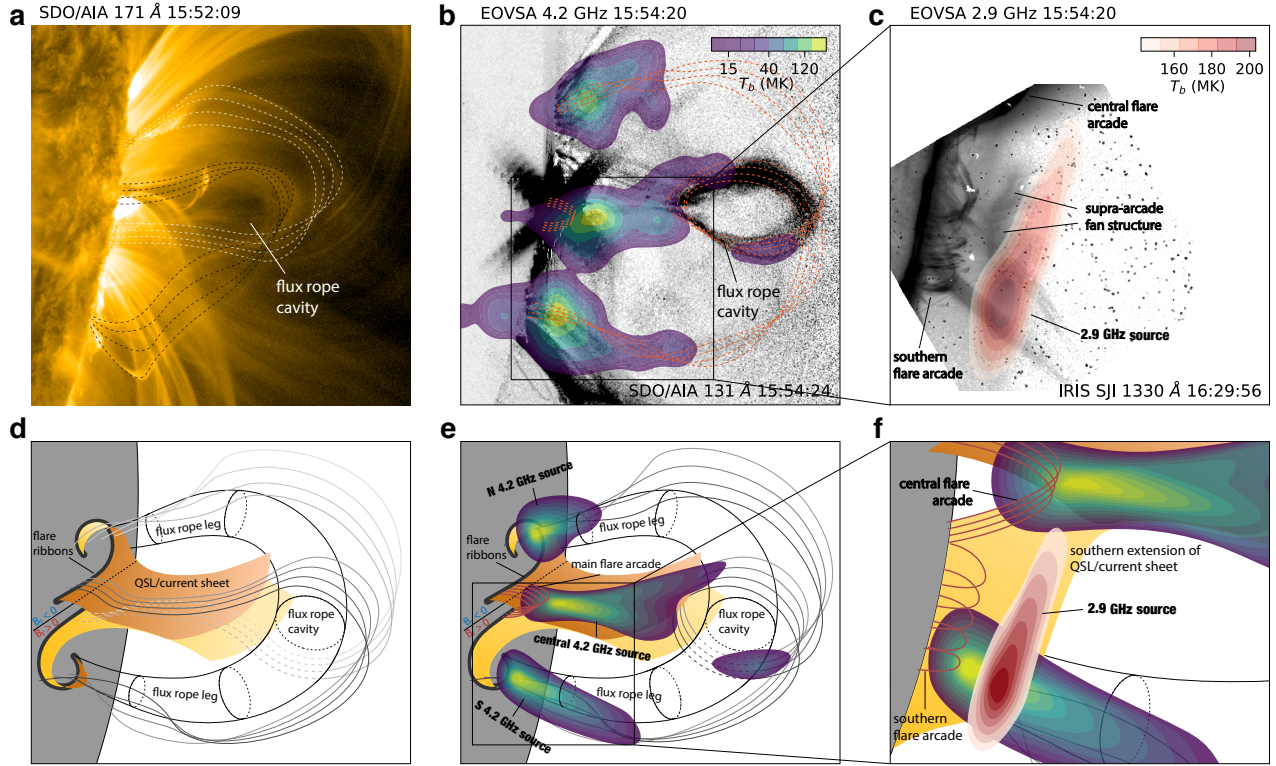 a
SDO/AIA 171 Å 15:52:09
flux rope
cavity
b
EOVSA 4.2 GHz 15:54:20
15 40 120
T_b (MK)
flux rope
cavity
SDO/AIA 131 Å 15:54:24
c
EOVSA 2.9 GHz 15:54:20
160 180 200
T_b (MK)
central flare
arcade
supra-arcade
fan structure
2.9 GHz source
southern
flare arcade
IRIS SJI 1330 Å 16:29:56
d
flare
ribbons
flux rope leg
QSL/current sheet
B_r < 0
B_r > 0
flux rope
cavity
flux rope leg
e
N 4.2 GHz source
flare
ribbons
flux rope leg
main flare arcade
B_r < 0
B_r > 0
flux rope
cavity
central 4.2 GHz source
flux rope leg
S 4.2 GHz source
f
central flare
arcade
southern extension of
QSL/current sheet
2.9 GHz source
southern
flare arcade